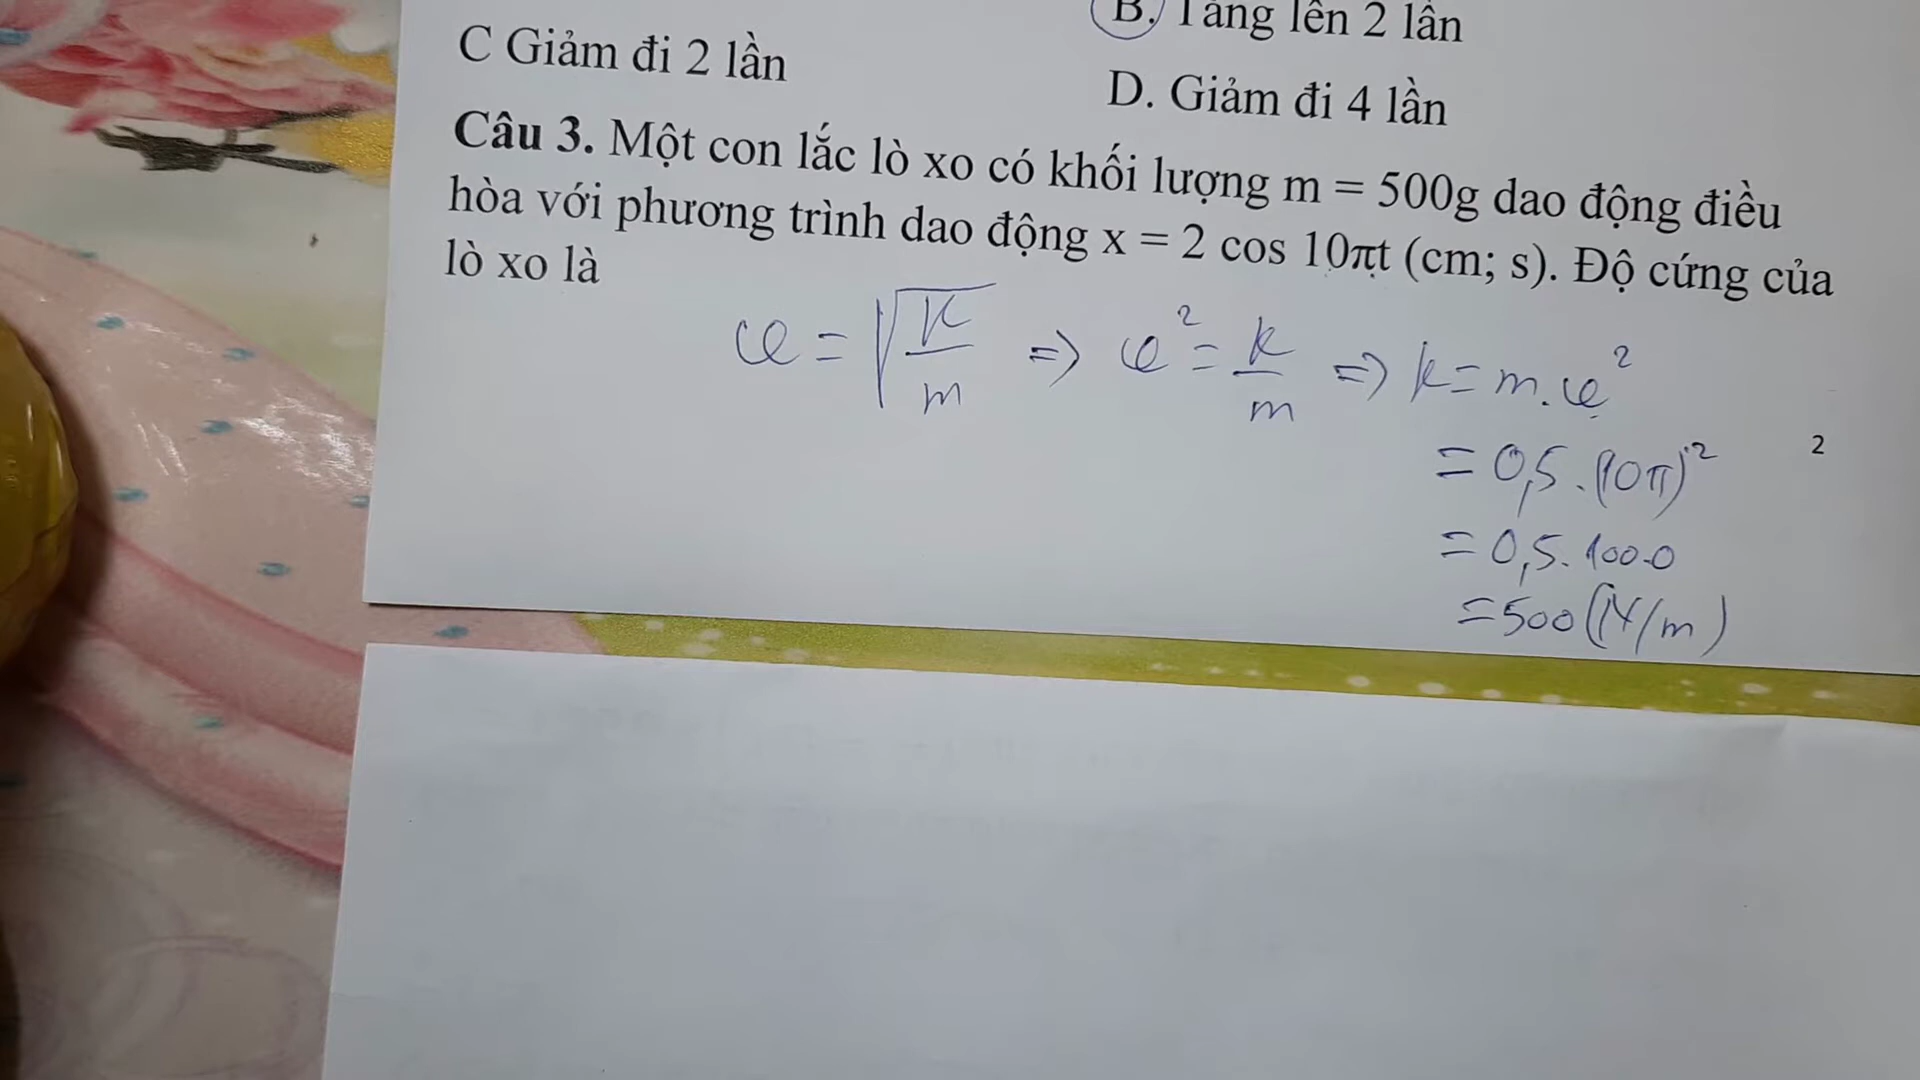 B. Tăng lên 2 lần
C Giảm đi 2 lần
D. Giảm đi 4 lần
Câu 3. Một con lắc lò xo có khối lượng m = 500g dao động điều
hòa với phương trình dao động x = 2 cos 10πt (cm; s). Độ cứng của
lò xo là
φ = √(k/m) => φ² = k/m => k = m.φ²
= 0,5.(10π)²
2
= 0,5.1000
= 500 (N/m)